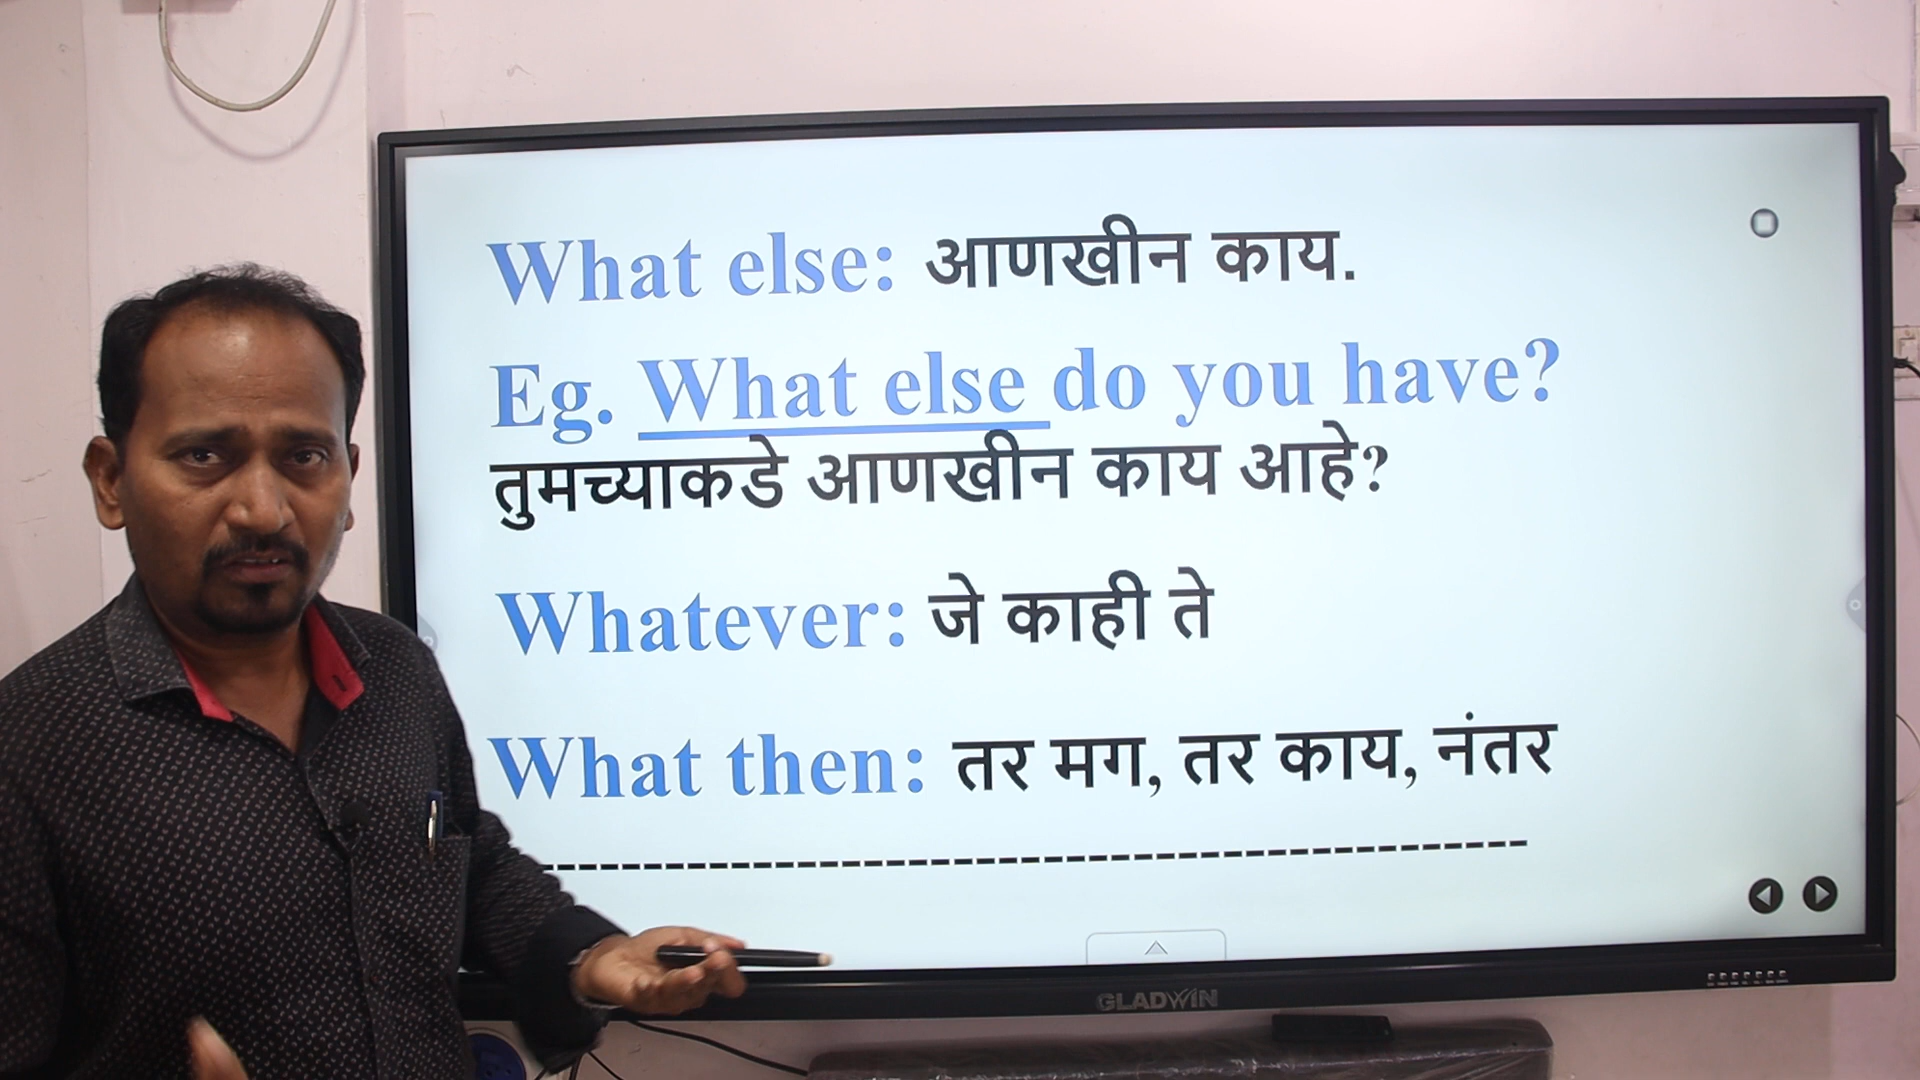 What else: आणखीन काय.
Eg. What else do you have?
तुमच्याकडे आणखीन काय आहे?
Whatever: जे काही ते
What then: तर मग, तर काय, नंतर
GLADWIN